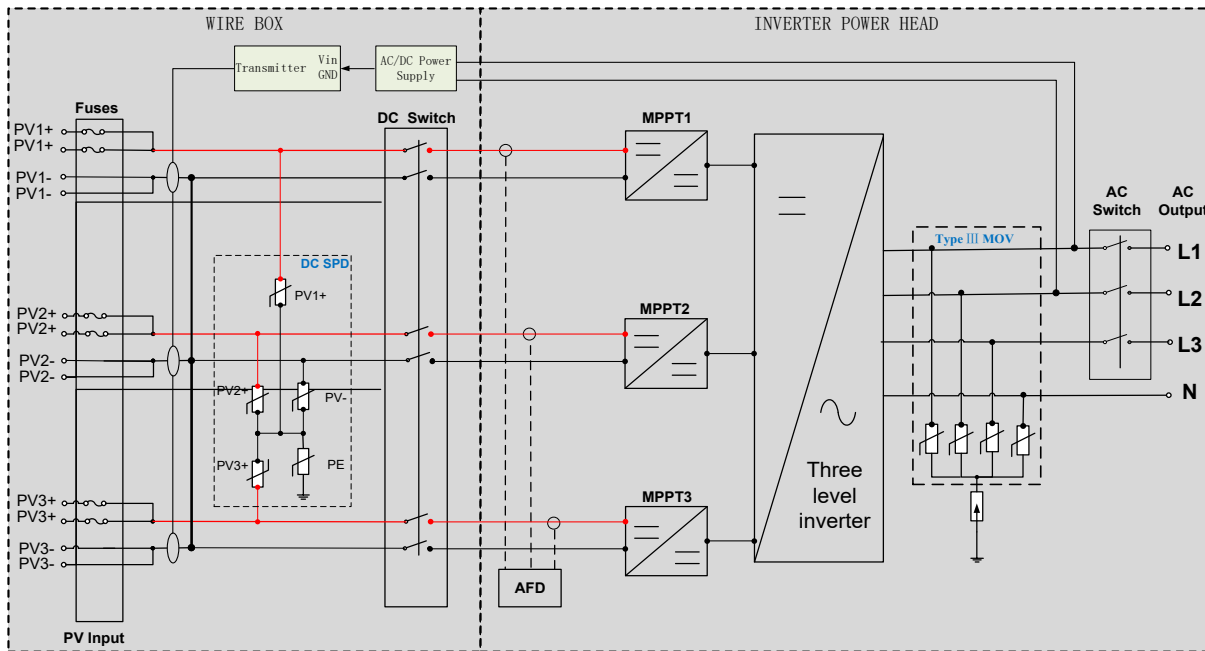 WIRE BOX
INVERTER POWER HEAD
Transmitter
Vin
GND
AC/DC Power
Supply
Fuses
DC Switch
PV1+
PV1+
PV1-
PV1-
MPPT1
AC
Switch
AC
Output
Type III MOV
L1
DC SPD
PV1+
L2
PV2+
PV2+
PV2-
PV2-
MPPT2
L3
PV2+
PV-
N
PV3+
PE
Three
level
inverter
PV3+
PV3+
PV3-
PV3-
MPPT3
AFD
PV Input